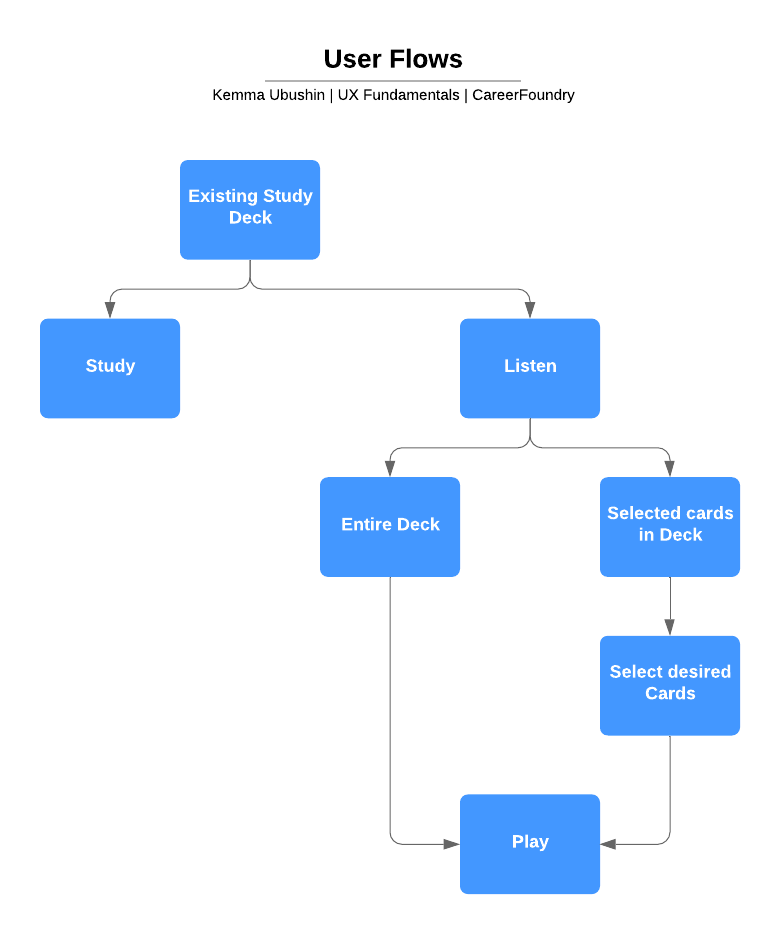 User Flows
Kemma Ubushin | UX Fundamentals | CareerFoundry
Existing Study
Deck
Study
Listen
Entire Deck
Selected cards
in Deck
Select desired
Cards
Play